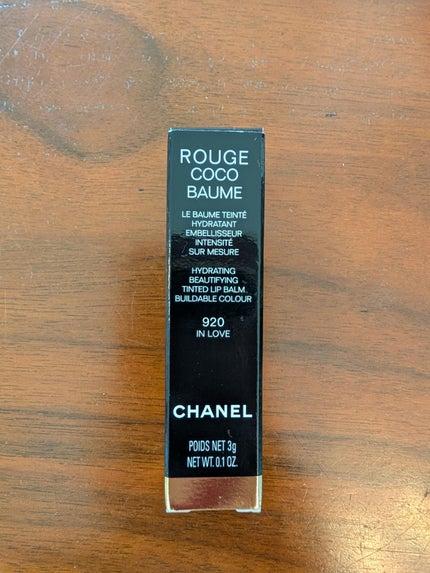 ROUGE
COCO
BAUME
LE BAUME TEINTÉ
HYDRATANT
EMBELLISSEUR
INTENSITÉ
SUR MESURE
HYDRATING
BEAUTIFYING
TINTED LIP BALM
BUILDABLE COLOUR
920
IN LOVE
CHANEL
POIDS NET 3g
NET WT. 0.1 OZ.